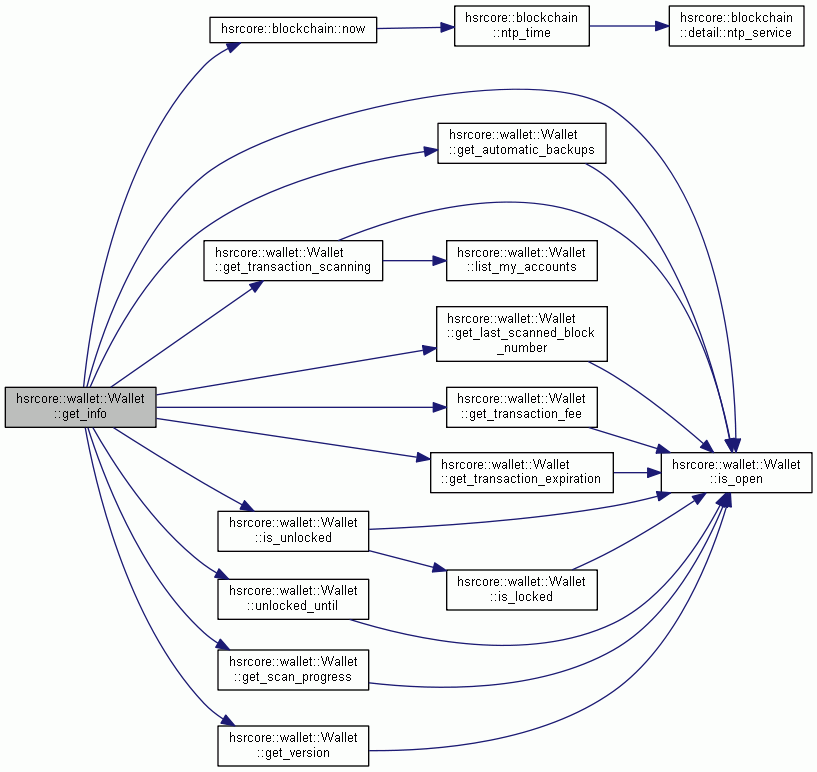 hsrcore::blockchain::now
hsrcore::blockchain
::ntp_time
hsrcore::blockchain
::detail::ntp_service
hsrcore::wallet::Wallet
::get_automatic_backups
hsrcore::wallet::Wallet
::get_transaction_scanning
hsrcore::wallet::Wallet
::list_my_accounts
hsrcore::wallet::Wallet
::get_last_scanned_block
_number
hsrcore::wallet::Wallet
::get_info
hsrcore::wallet::Wallet
::get_transaction_fee
hsrcore::wallet::Wallet
::get_transaction_expiration
hsrcore::wallet::Wallet
::is_open
hsrcore::wallet::Wallet
::is_unlocked
hsrcore::wallet::Wallet
::is_locked
hsrcore::wallet::Wallet
::unlocked_until
hsrcore::wallet::Wallet
::get_scan_progress
hsrcore::wallet::Wallet
::get_version